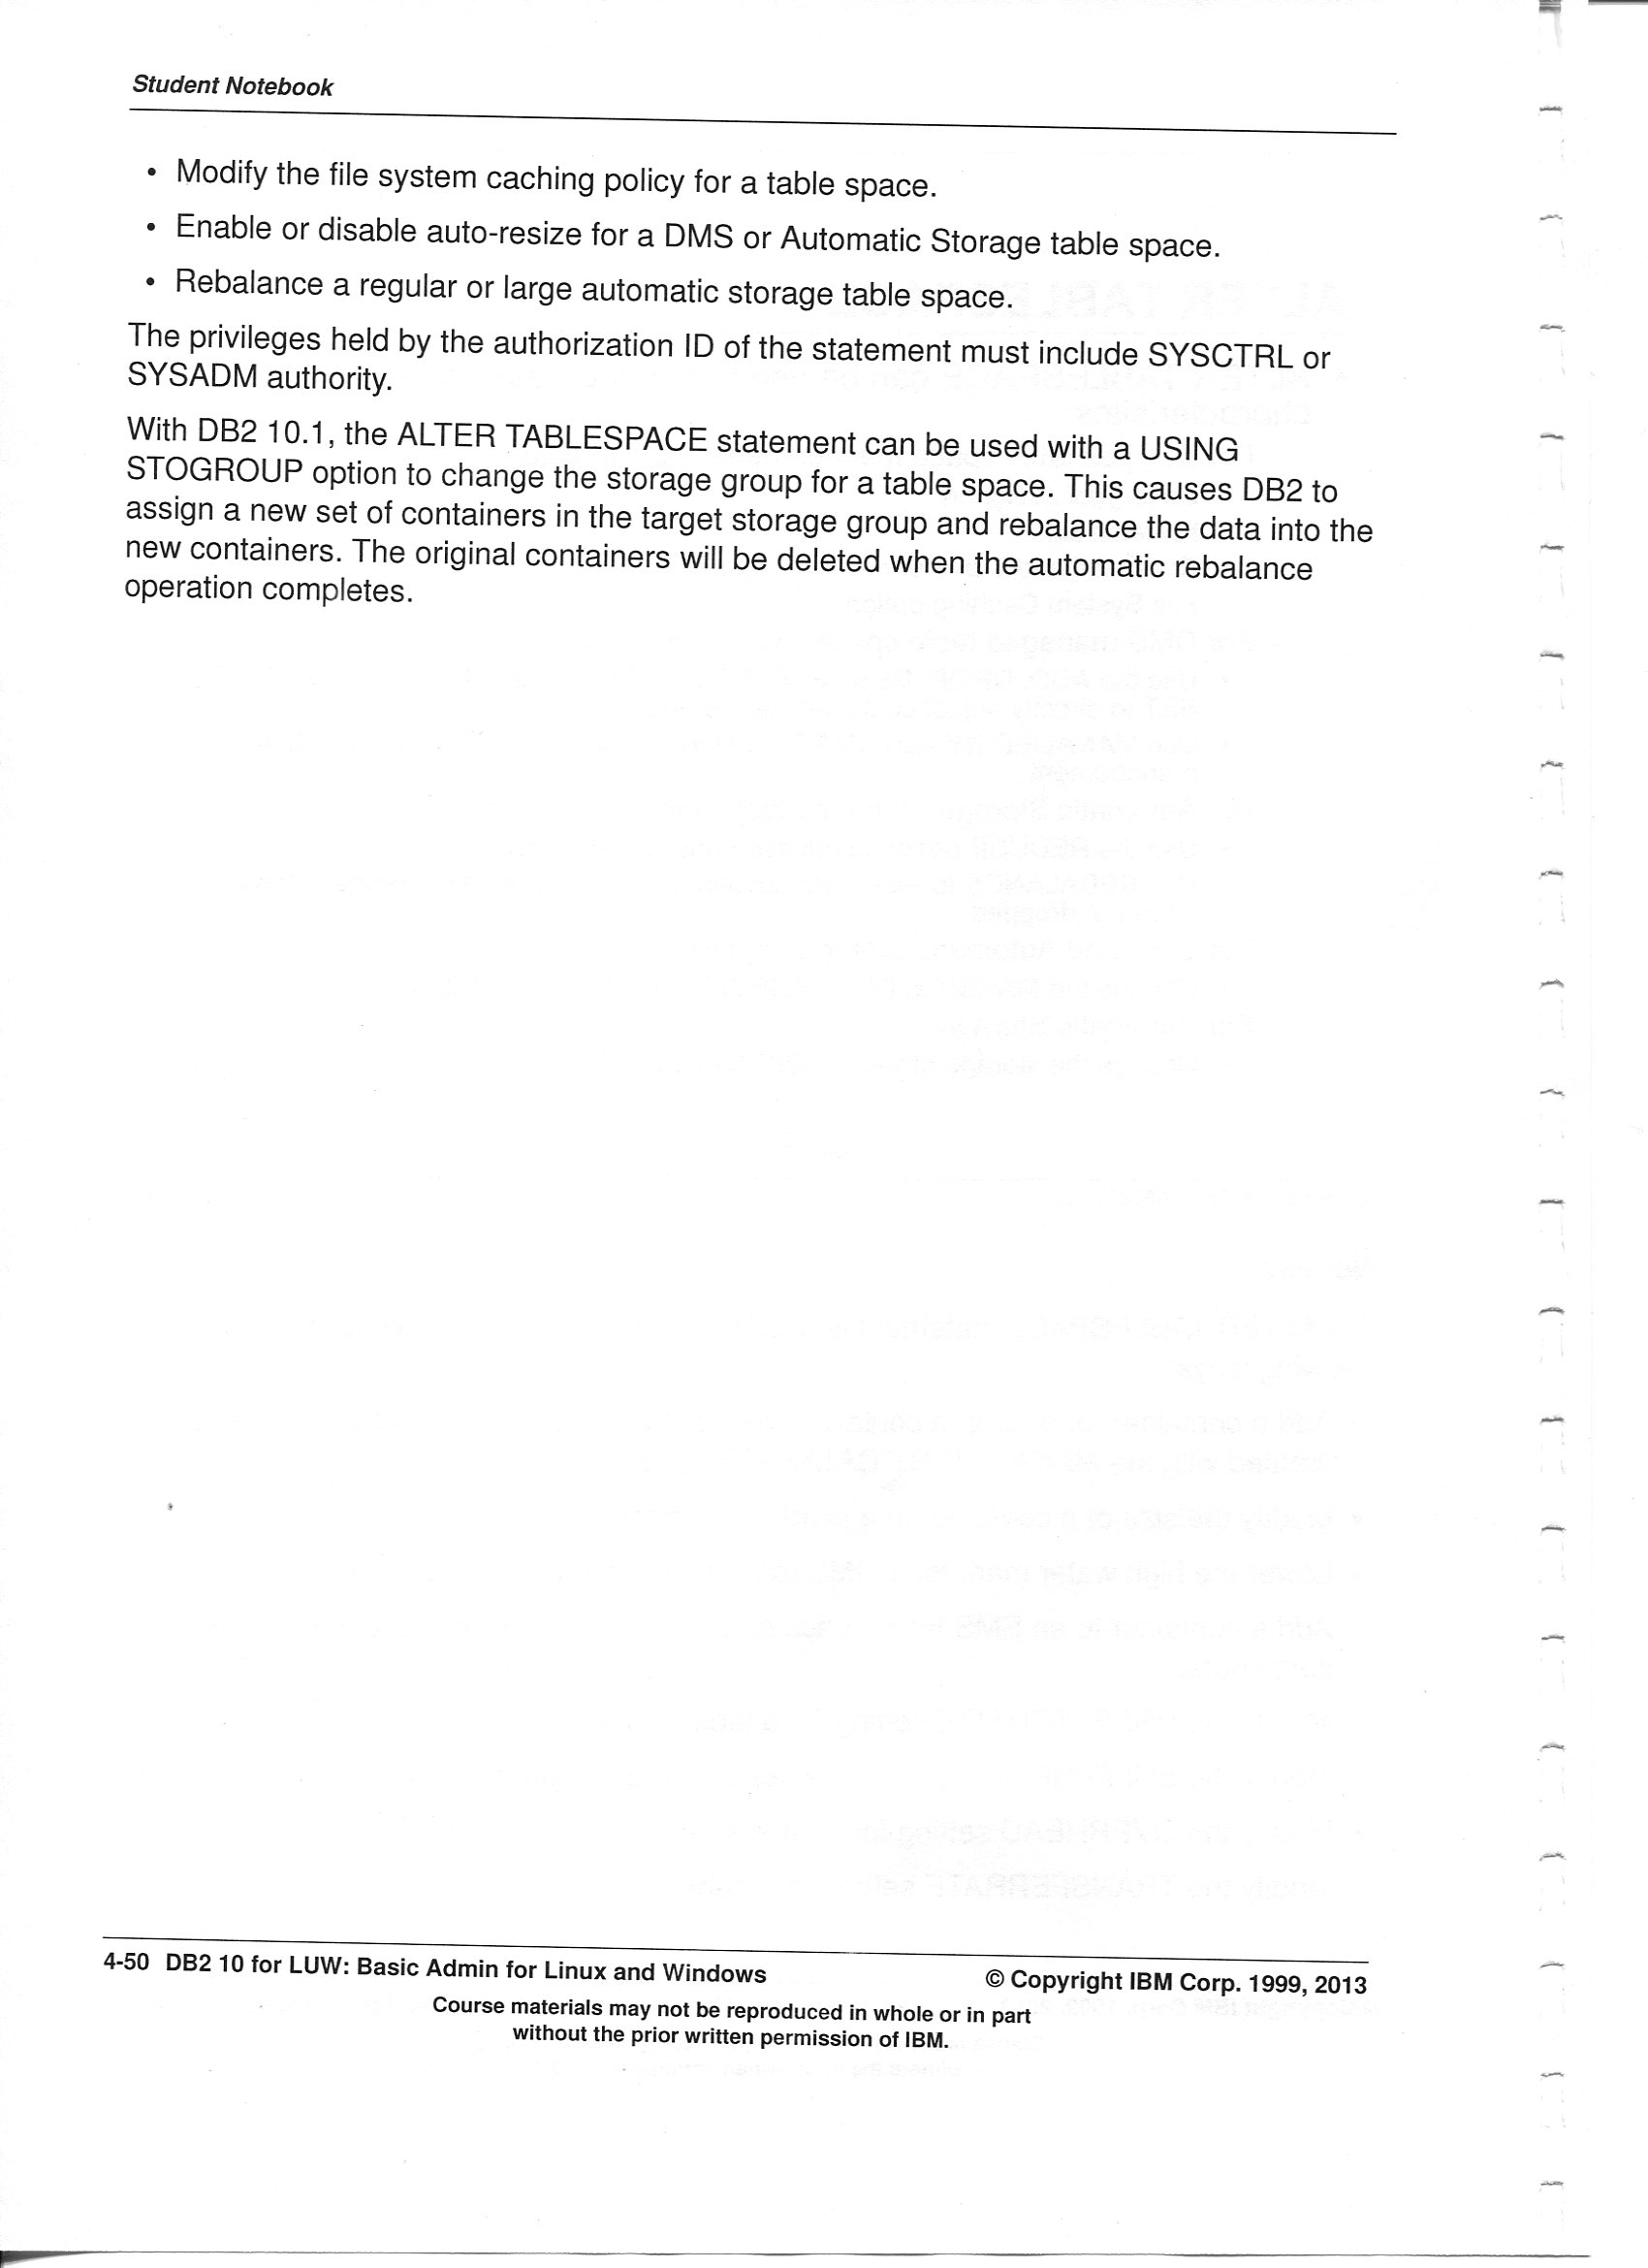 Student Notebook
• Modify the file system caching policy for a table space.
• Enable or disable auto-resize for a DMS or Automatic Storage table space.
• Rebalance a regular or large automatic storage table space.
The privileges held by the authorization ID of the statement must include SYSCTRL or
SYSADM authority.
With DB2 10.1, the ALTER TABLESPACE statement can be used with a USING
STOGROUP option to change the storage group for a table space. This causes DB2 to
assign a new set of containers in the target storage group and rebalance the data into the
new containers. The original containers will be deleted when the automatic rebalance
operation completes.
4-50 DB2 10 for LUW: Basic Admin for Linux and Windows © Copyright IBM Corp. 1999, 2013
Course materials may not be reproduced in whole or in part
without the prior written permission of IBM.